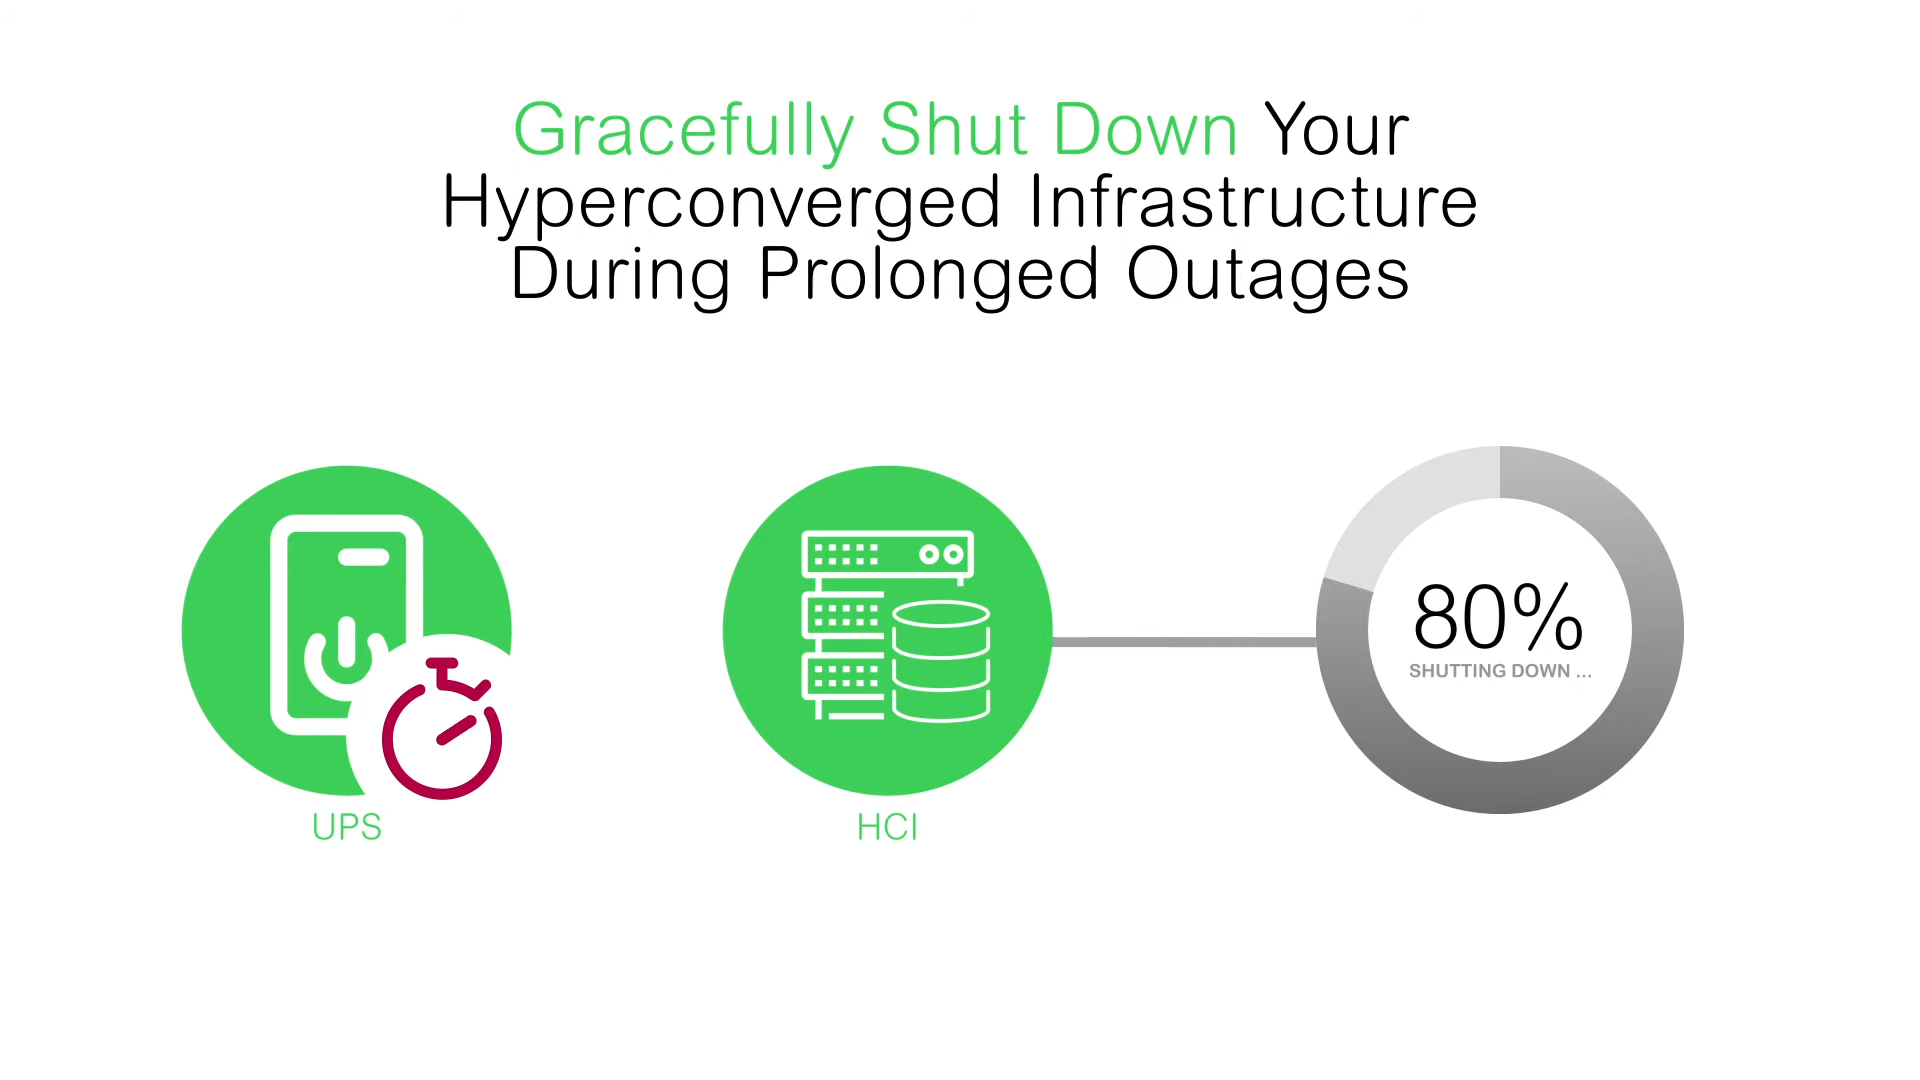 Gracefully Shut Down Your
Hyperconverged Infrastructure
During Prolonged Outages
80%
SHUTTING DOWN ...
UPS
HCI